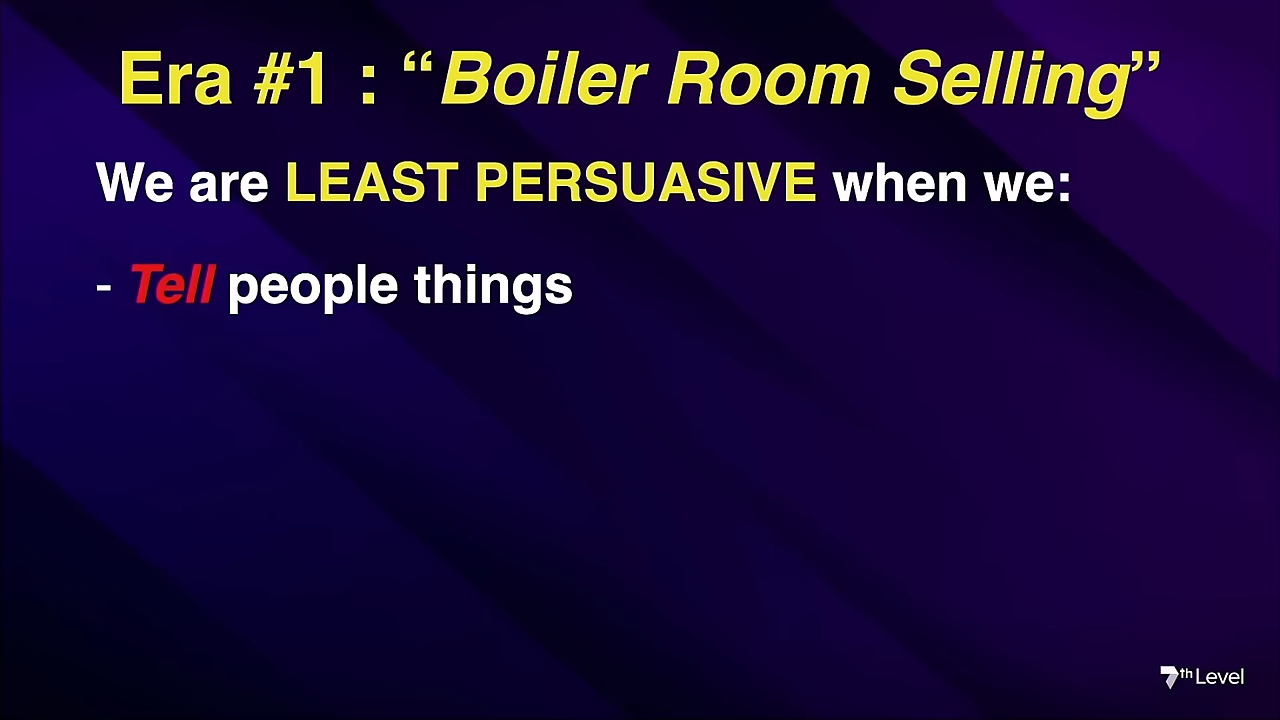 Era #1 : “Boiler Room Selling”
We are LEAST PERSUASIVE when we:
- Tell people things
7th Level